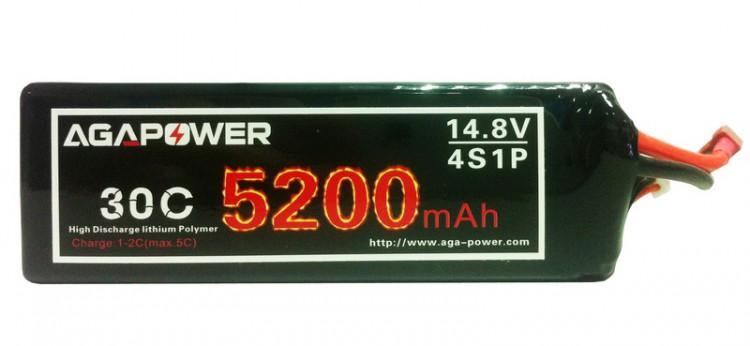 AGAPOWER
14.8V
4S1P
30C
5200mAh
High Discharge lithium Polymer
Charge:1-2C(max.5C)
http://www.aga-power.com